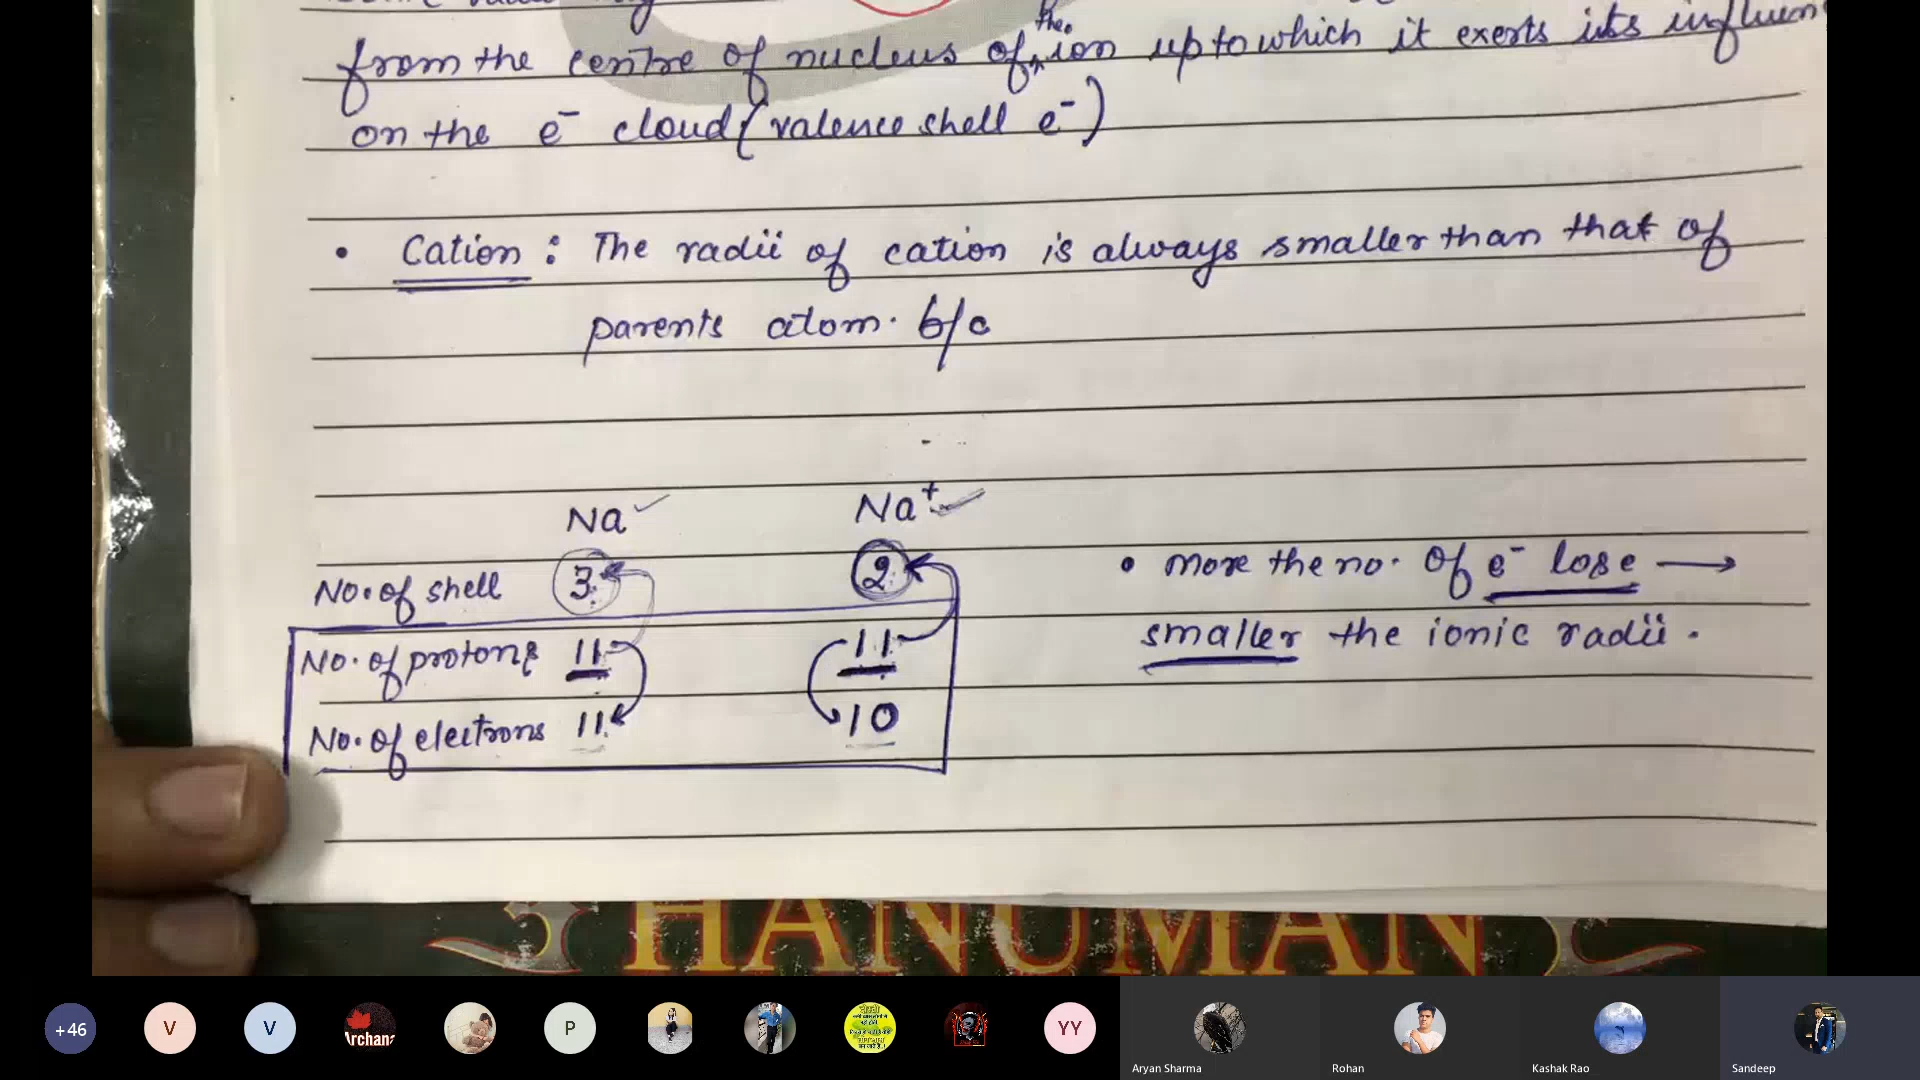 from the centre of nucleus of the ion upto which it exerts its influen
on the e⁻ cloud (valence shell e⁻)
• Cation : The radii of cation is always smaller than that of
parents atom. b/c
Na Na⁺
No. of shell 3 2
• more the no. of e⁻ lose →
smaller the ionic radii.
No. of protons 11 11
No. of electrons 11 10
HANUMAN
+46 V V Archana P YY
Aryan Sharma Rohan Kashak Rao Sandeep